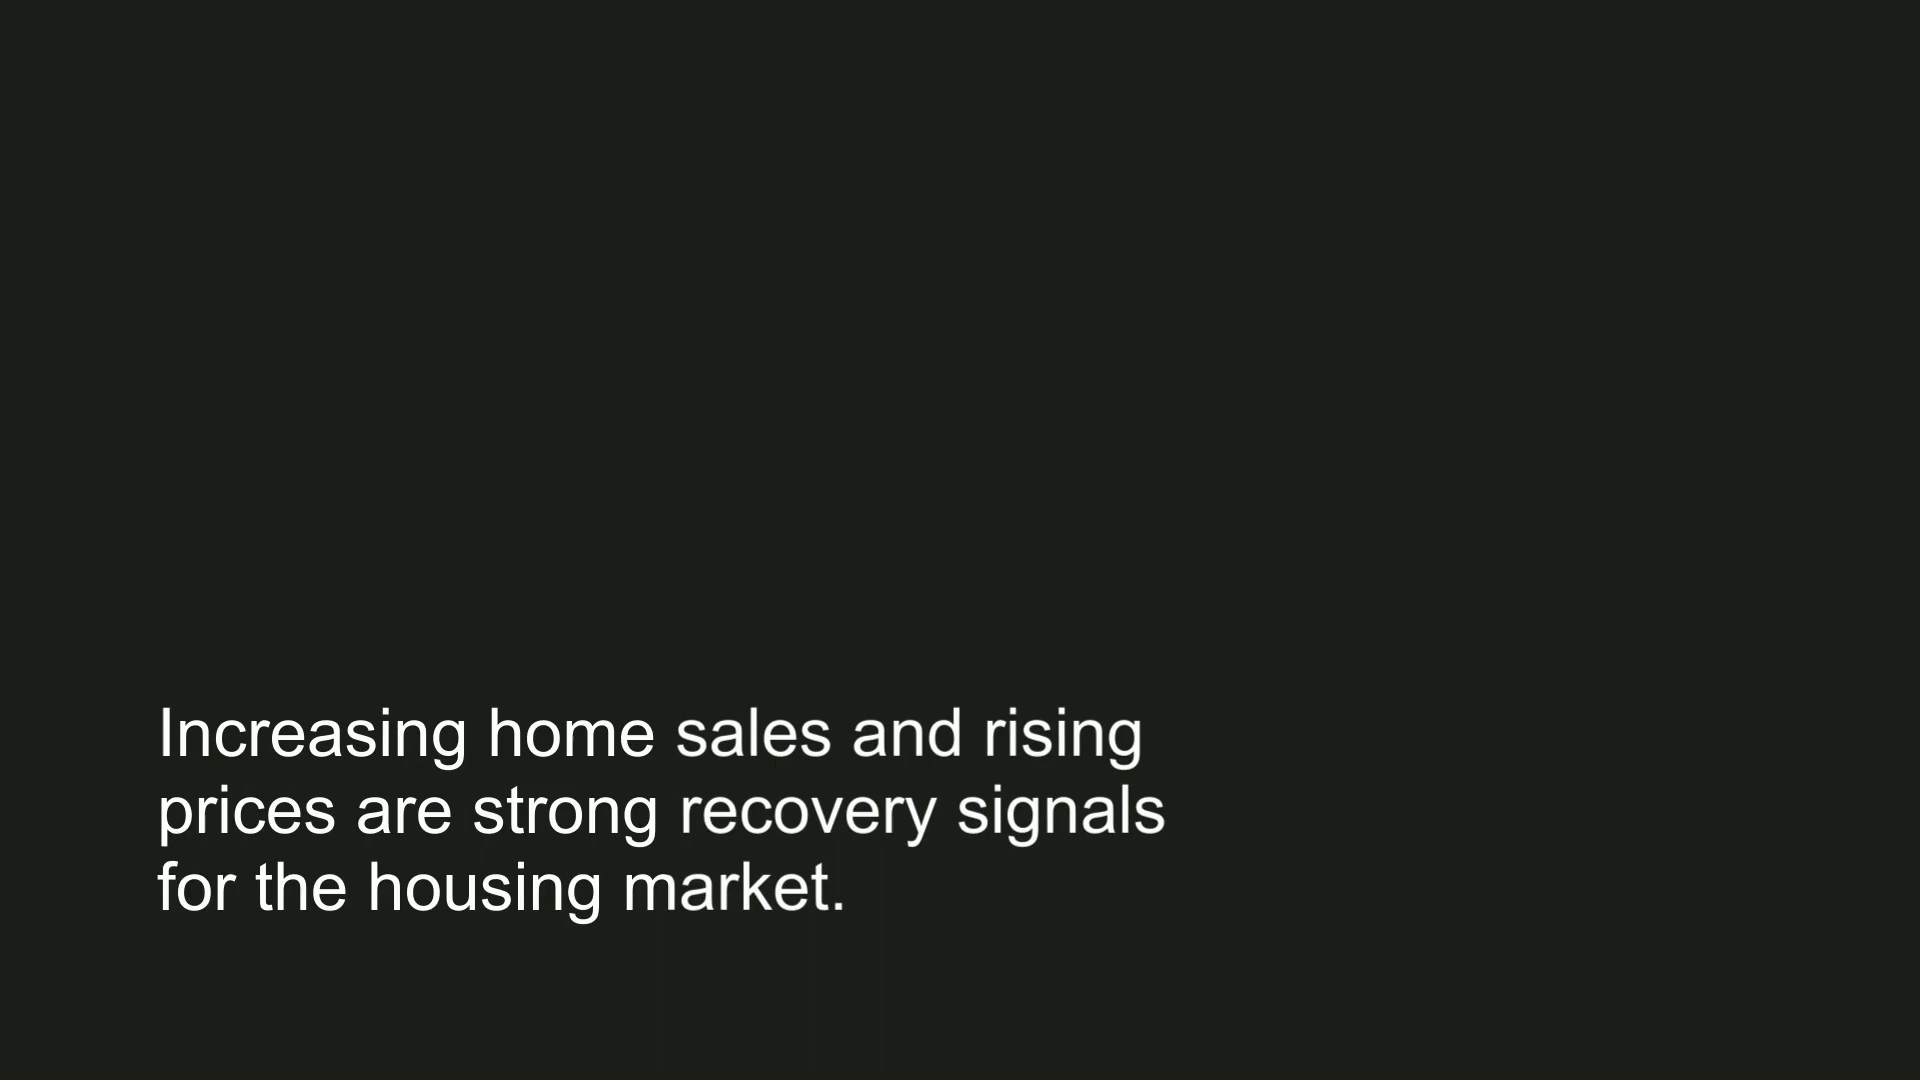 Increasing home sales and rising
prices are strong recovery signals
for the housing market.